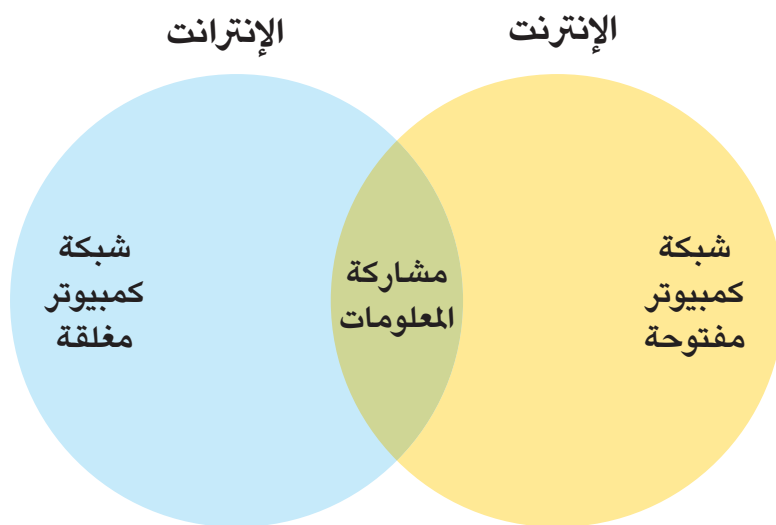 الإنترنت
الإنترانت
شبكة
كمبيوتر
مفتوحة
مشاركة
المعلومات
شبكة
كمبيوتر
مغلقة